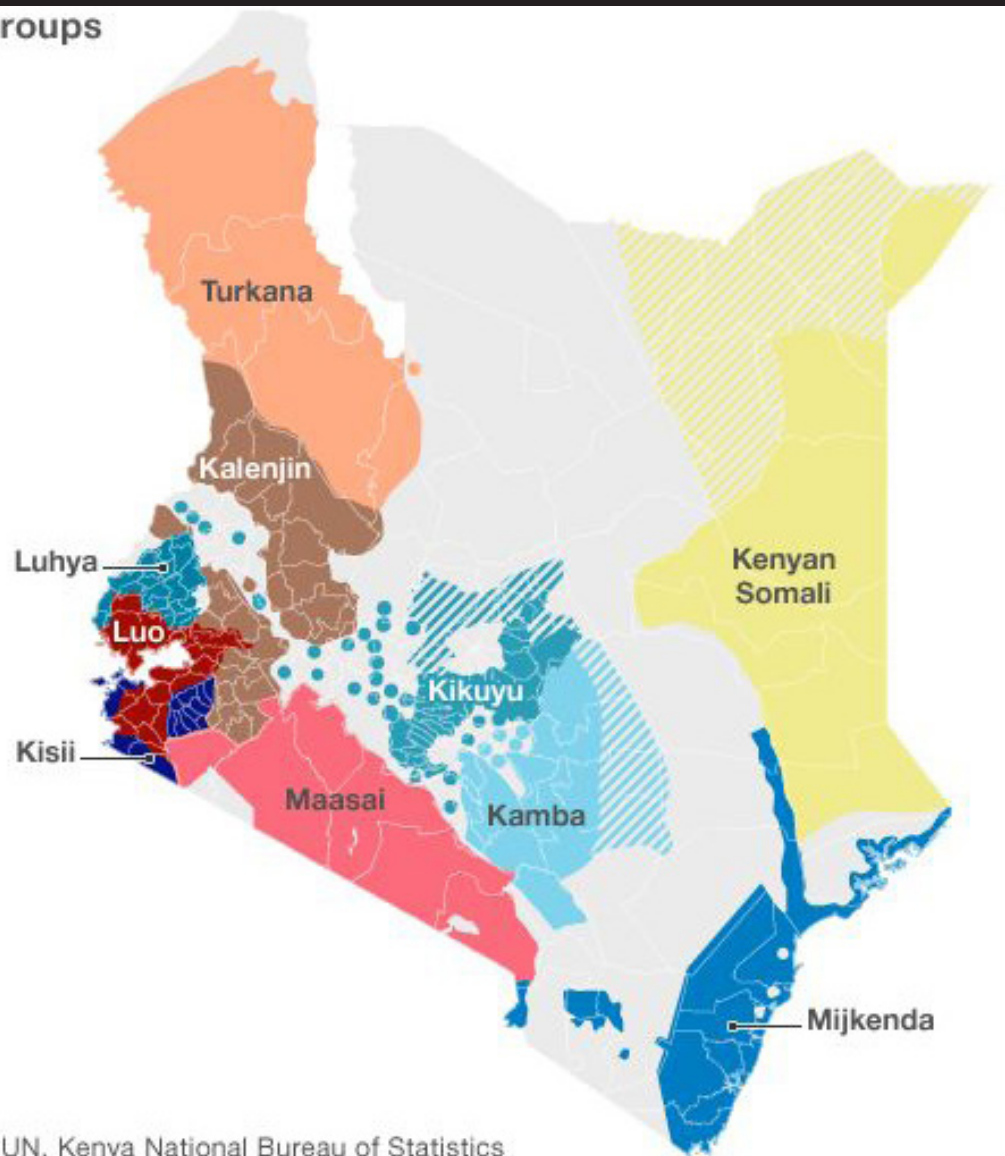 roups
Turkana
Kalenjin
Luhya
Kenyan
Somali
Luo
Kikuyu
Kisii
Maasai
Kamba
Mijkenda
UN, Kenya National Bureau of Statistics